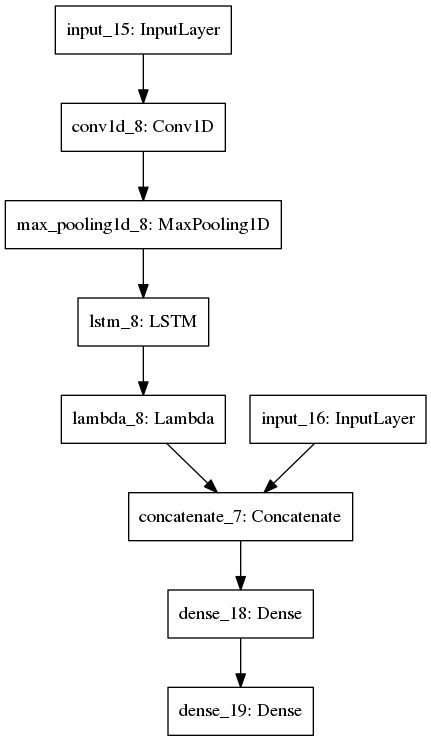 input_15: InputLayer
conv1d_8: Conv1D
max_pooling1d_8: MaxPooling1D
lstm_8: LSTM
lambda_8: Lambda
input_16: InputLayer
concatenate_7: Concatenate
dense_18: Dense
dense_19: Dense